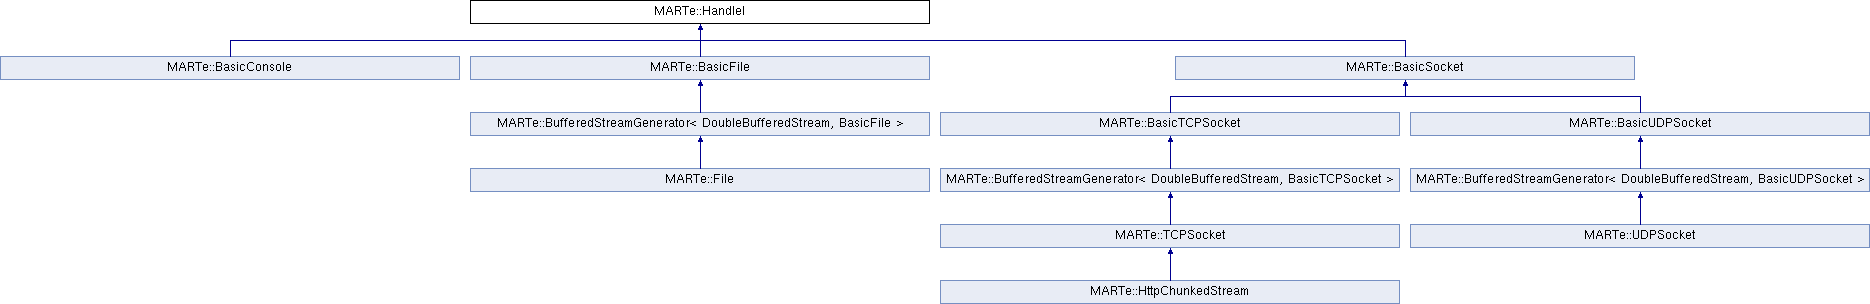 MARTe::HandleI
MARTe::BasicConsole
MARTe::BasicFile
MARTe::BasicSocket
MARTe::BufferedStreamGenerator< DoubleBufferedStream, BasicFile >
MARTe::BasicTCPSocket
MARTe::BasicUDPSocket
MARTe::File
MARTe::BufferedStreamGenerator< DoubleBufferedStream, BasicTCPSocket >
MARTe::BufferedStreamGenerator< DoubleBufferedStream, BasicUDPSocket >
MARTe::TCPSocket
MARTe::UDPSocket
MARTe::HttpChunkedStream